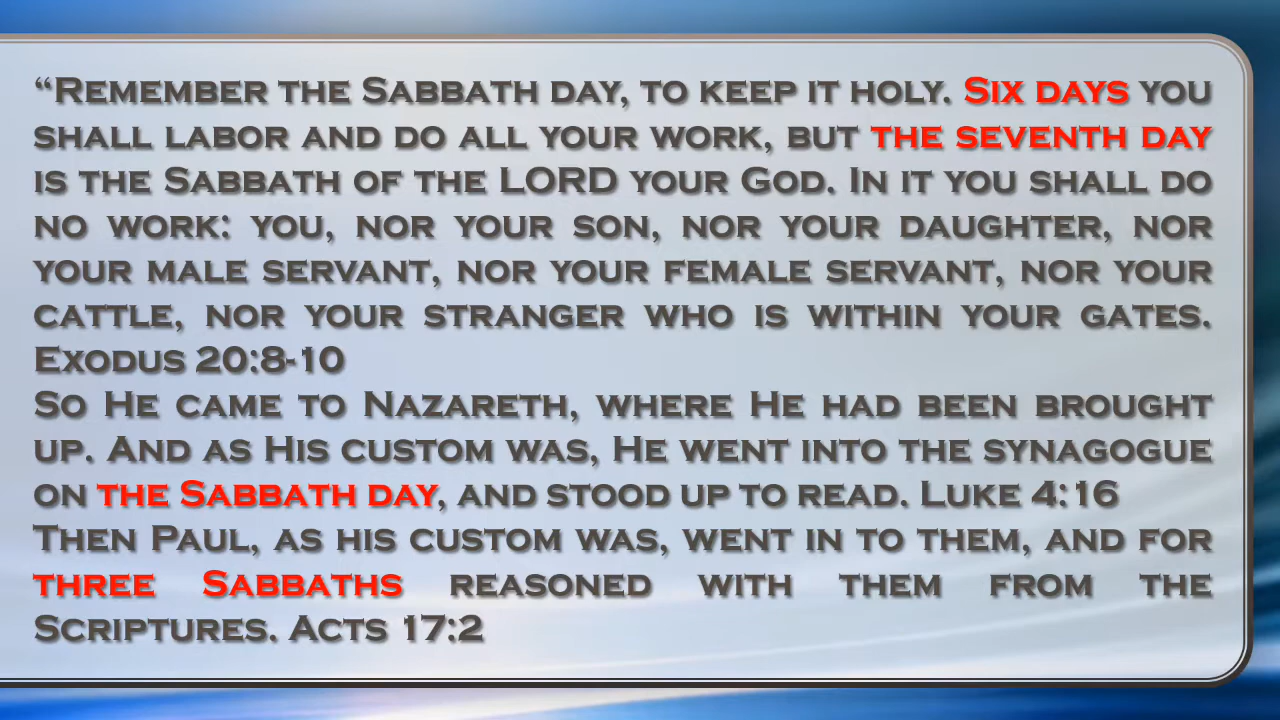 “Remember the Sabbath day, to keep it holy. Six days you
shall labor and do all your work, but the seventh day
is the Sabbath of the LORD your God. In it you shall do
no work: you, nor your son, nor your daughter, nor
your male servant, nor your female servant, nor your
cattle, nor your stranger who is within your gates.
Exodus 20:8-10
So He came to Nazareth, where He had been brought
up. And as His custom was, He went into the synagogue
on the Sabbath day, and stood up to read. Luke 4:16
Then Paul, as his custom was, went in to them, and for
three Sabbaths reasoned with them from the
Scriptures. Acts 17:2